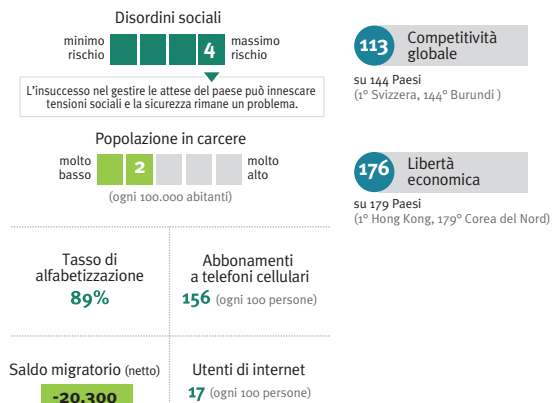 Disordini sociali
minimo rischio 4 massimo rischio
L'insuccesso nel gestire le attese del paese può innescare
tensioni sociali e la sicurezza rimane un problema.
Popolazione in carcere
molto basso 2 molto alto
(ogni 100.000 abitanti)
Tasso di
alfabetizzazione
89%
Abbonamenti
a telefoni cellulari
156 (ogni 100 persone)
Saldo migratorio (netto)
-20.300
Utenti di internet
17 (ogni 100 persone)
113 Competitività
globale
su 144 Paesi
(1° Svizzera, 144° Burundi )
176 Libertà
economica
su 179 Paesi
(1° Hong Kong, 179° Corea del Nord)